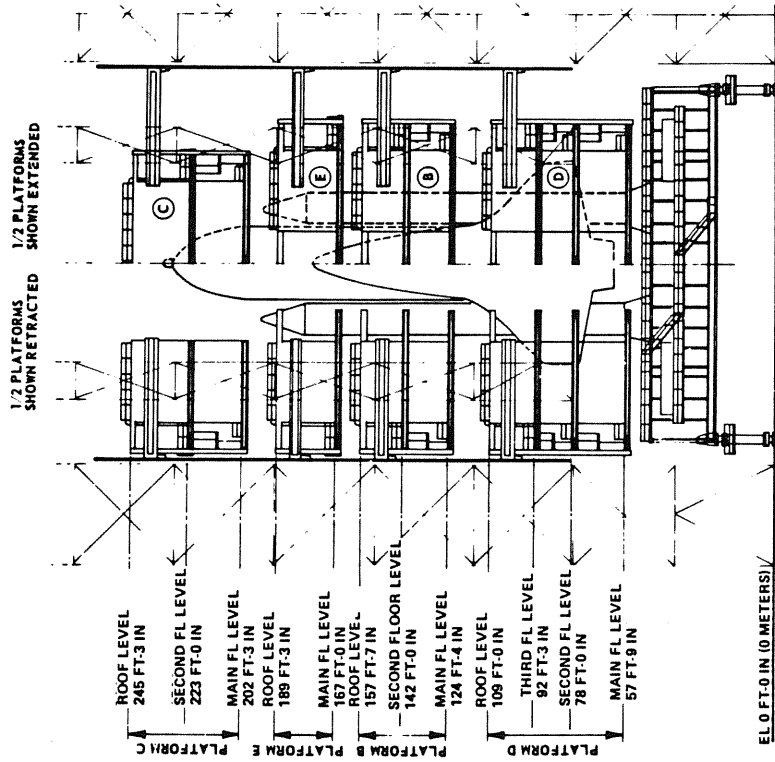 1/2 PLATFORMS
SHOWN RETRACTED
1/2 PLATFORMS
SHOWN EXTENDED
C
E
B
D
PLATFORM C
ROOF LEVEL
245 FT-3 IN
SECOND FL LEVEL
223 FT-0 IN
MAIN FL LEVEL
202 FT-3 IN
PLATFORM E
ROOF LEVEL
189 FT-3 IN
MAIN FL LEVEL
167 FT-0 IN
PLATFORM B
ROOF LEVEL
157 FT-7 IN
SECOND FLOOR LEVEL
142 FT-0 IN
MAIN FL LEVEL
124 FT-4 IN
PLATFORM D
ROOF LEVEL
109 FT-0 IN
THIRD FL LEVEL
92 FT-3 IN
SECOND FL LEVEL
78 FT-0 IN
MAIN FL LEVEL
57 FT-9 IN
EL 0 FT-0 IN (0 METERS)